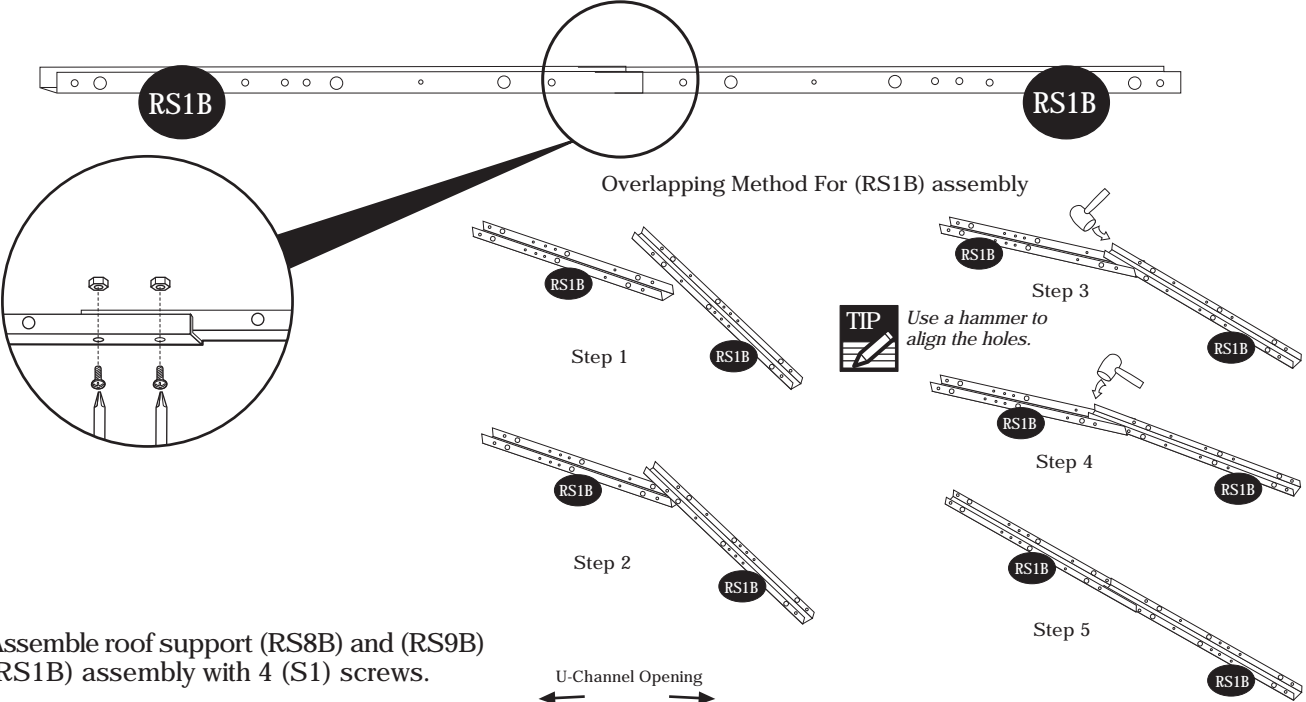 RS1B
RS1B
Overlapping Method For (RS1B) assembly
RS1B
RS1B
Step 1
RS1B
RS1B
Step 2
RS1B
RS1B
Step 3
TIP
Use a hammer to
align the holes.
RS1B
RS1B
Step 4
RS1B
RS1B
Step 5
roof support (RS8B) and (RS9B)
RS1B) assembly with 4 (S1) screws.
U-Channel Opening